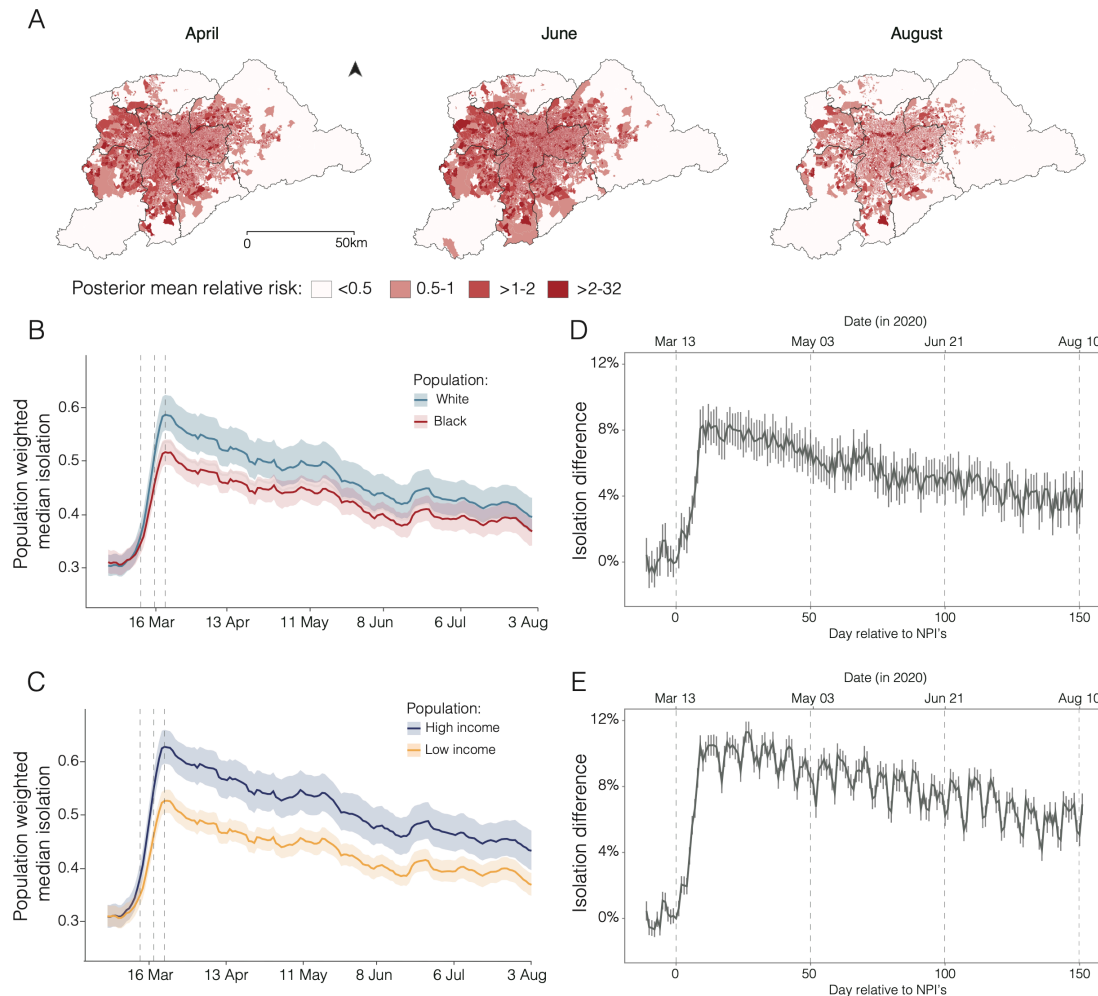 A
April
June
August
0
50km
Posterior mean relative risk: <0.5 0.5-1 >1-2 >2-32
B
Population weighted
median isolation
0.6
0.5
0.4
0.3
Population:
White
Black
16 Mar 13 Apr 11 May 8 Jun 6 Jul 3 Aug
D
Date (in 2020)
Mar 13 May 03 Jun 21 Aug 10
Isolation difference
12%
8%
4%
0%
0 50 100 150
Day relative to NPI's
C
Population weighted
median isolation
0.6
0.5
0.4
0.3
Population:
High income
Low income
16 Mar 13 Apr 11 May 8 Jun 6 Jul 3 Aug
E
Date (in 2020)
Mar 13 May 03 Jun 21 Aug 10
Isolation difference
12%
8%
4%
0%
0 50 100 150
Day relative to NPI's